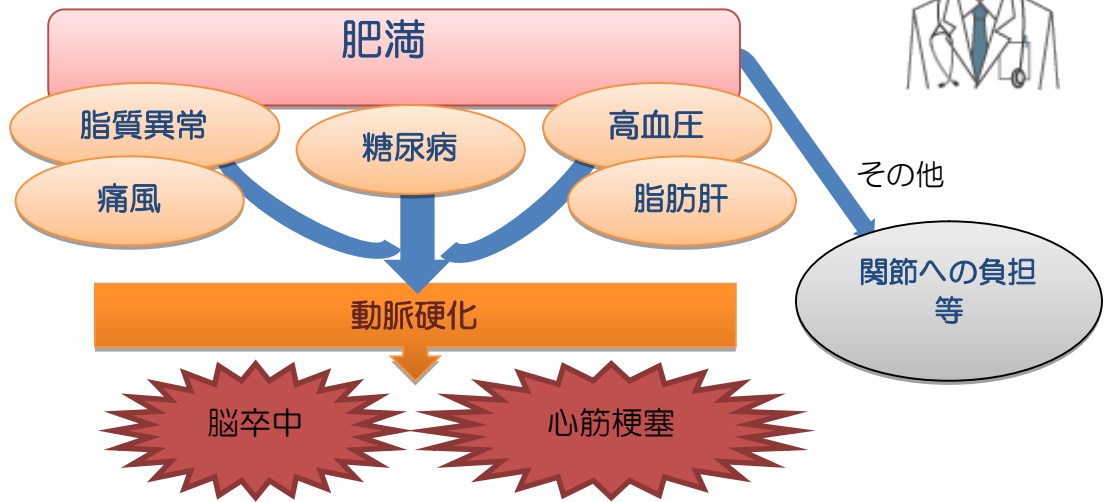 肥満
脂質異常
糖尿病
高血圧
痛風
脂肪肝
その他
関節への負担
等
動脈硬化
脳卒中
心筋梗塞